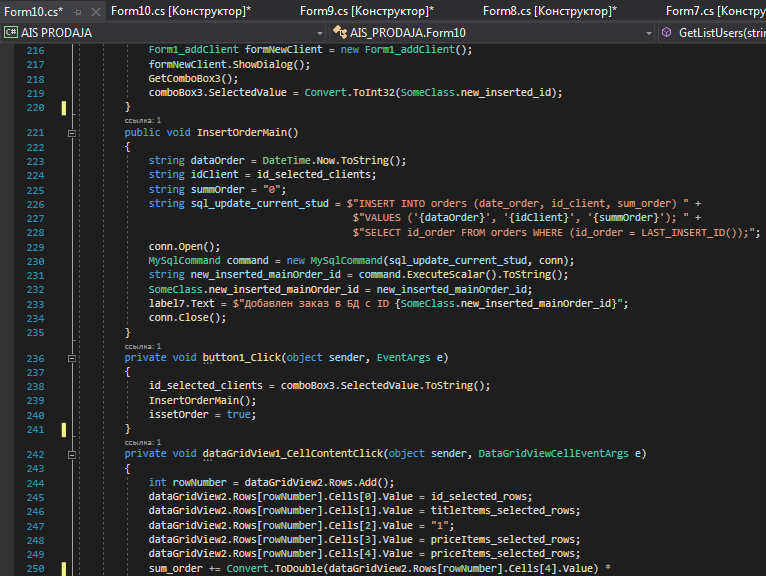 Form10.cs* Form10.cs [Конструктор]* Form9.cs [Конструктор]* Form8.cs [Конструктор]* Form7.cs [Констру
C# AIS PRODAJA AIS_PRODAJA.Form10 GetListUsers(strin
216 Form1_addClient formNewClient = new Form1_addClient();
217 formNewClient.ShowDialog();
218 GetComboBox3();
219 comboBox3.SelectedValue = Convert.ToInt32(SomeClass.new_inserted_id);
220 }
ссылка: 1
221 public void InsertOrderMain()
222 {
223 string dataOrder = DateTime.Now.ToString();
224 string idClient = id_selected_clients;
225 string summOrder = "0";
226 string sql_update_current_stud = $"INSERT INTO orders (date_order, id_client, sum_order) " +
227 $"VALUES ('{dataOrder}', '{idClient}', '{summOrder}'); " +
228 $"SELECT id_order FROM orders WHERE (id_order = LAST_INSERT_ID());";
229 conn.Open();
230 MySqlCommand command = new MySqlCommand(sql_update_current_stud, conn);
231 string new_inserted_mainOrder_id = command.ExecuteScalar().ToString();
232 SomeClass.new_inserted_mainOrder_id = new_inserted_mainOrder_id;
233 label7.Text = $"Добавлен заказ в БД с ID {SomeClass.new_inserted_mainOrder_id}";
234 conn.Close();
235 }
ссылка: 1
236 private void button1_Click(object sender, EventArgs e)
237 {
238 id_selected_clients = comboBox3.SelectedValue.ToString();
239 InsertOrderMain();
240 issetOrder = true;
241 }
ссылка: 1
242 private void dataGridView1_CellContentClick(object sender, DataGridViewCellEventArgs e)
243 {
244 int rowNumber = dataGridView2.Rows.Add();
245 dataGridView2.Rows[rowNumber].Cells[0].Value = id_selected_rows;
246 dataGridView2.Rows[rowNumber].Cells[1].Value = titleItems_selected_rows;
247 dataGridView2.Rows[rowNumber].Cells[2].Value = "1";
248 dataGridView2.Rows[rowNumber].Cells[3].Value = priceItems_selected_rows;
249 dataGridView2.Rows[rowNumber].Cells[4].Value = priceItems_selected_rows;
250 sum_order += Convert.ToDouble(dataGridView2.Rows[rowNumber].Cells[4].Value) *